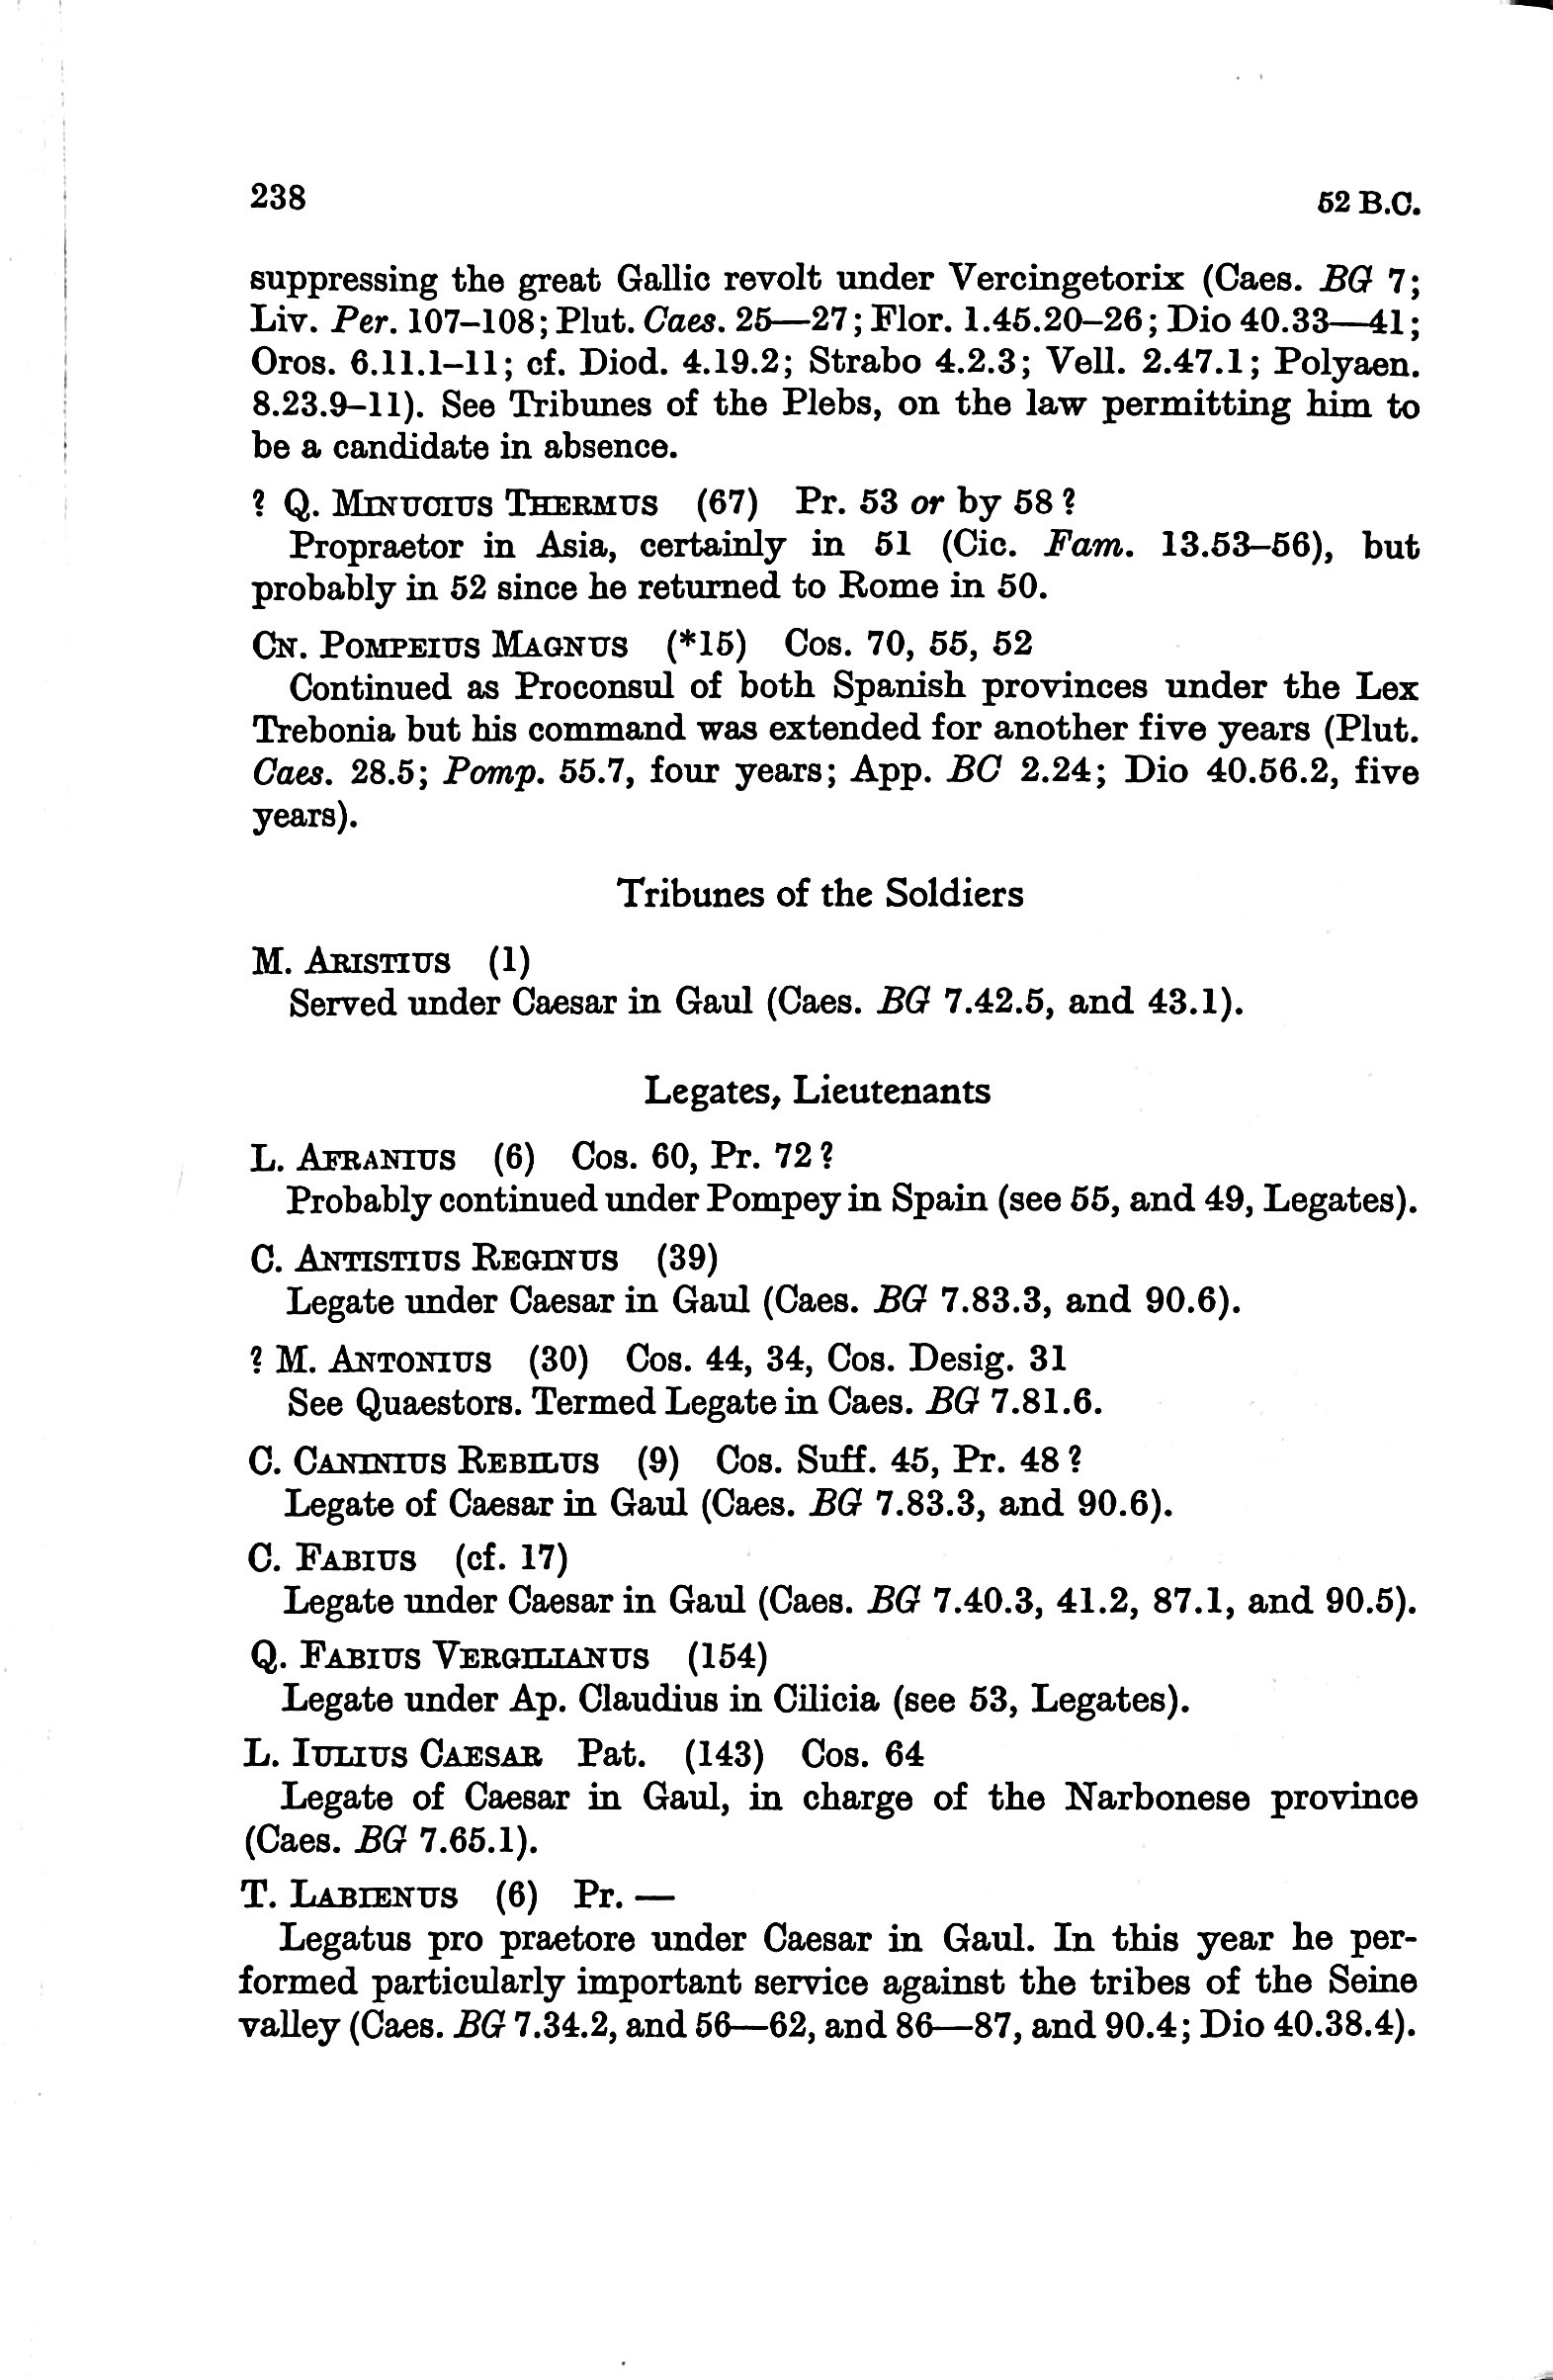 238
52 B.C.
suppressing the great Gallic revolt under Vercingetorix (Caes. BG 7;
Liv. Per. 107–108; Plut. Caes. 25—27; Flor. 1.45.20–26; Dio 40.33—41;
Oros. 6.11.1–11; cf. Diod. 4.19.2; Strabo 4.2.3; Vell. 2.47.1; Polyaen.
8.23.9–11). See Tribunes of the Plebs, on the law permitting him to
be a candidate in absence.
? Q. MINUCIUS THERMUS (67) Pr. 53 or by 58 ?
Propraetor in Asia, certainly in 51 (Cic. Fam. 13.53–56), but
probably in 52 since he returned to Rome in 50.
CN. POMPEIUS MAGNUS (*15) Cos. 70, 55, 52
Continued as Proconsul of both Spanish provinces under the Lex
Trebonia but his command was extended for another five years (Plut.
Caes. 28.5; Pomp. 55.7, four years; App. BC 2.24; Dio 40.56.2, five
years).
Tribunes of the Soldiers
M. ARISTIUS (1)
Served under Caesar in Gaul (Caes. BG 7.42.5, and 43.1).
Legates, Lieutenants
L. AFRANIUS (6) Cos. 60, Pr. 72 ?
Probably continued under Pompey in Spain (see 55, and 49, Legates).
C. ANTISTIUS REGINUS (39)
Legate under Caesar in Gaul (Caes. BG 7.83.3, and 90.6).
? M. ANTONIUS (30) Cos. 44, 34, Cos. Desig. 31
See Quaestors. Termed Legate in Caes. BG 7.81.6.
C. CANINIUS REBILUS (9) Cos. Suff. 45, Pr. 48 ?
Legate of Caesar in Gaul (Caes. BG 7.83.3, and 90.6).
C. FABIUS (cf. 17)
Legate under Caesar in Gaul (Caes. BG 7.40.3, 41.2, 87.1, and 90.5).
Q. FABIUS VERGILIANUS (154)
Legate under Ap. Claudius in Cilicia (see 53, Legates).
L. IULIUS CAESAR Pat. (143) Cos. 64
Legate of Caesar in Gaul, in charge of the Narbonese province
(Caes. BG 7.65.1).
T. LABIENUS (6) Pr. —
Legatus pro praetore under Caesar in Gaul. In this year he per-
formed particularly important service against the tribes of the Seine
valley (Caes. BG 7.34.2, and 56—62, and 86—87, and 90.4; Dio 40.38.4).